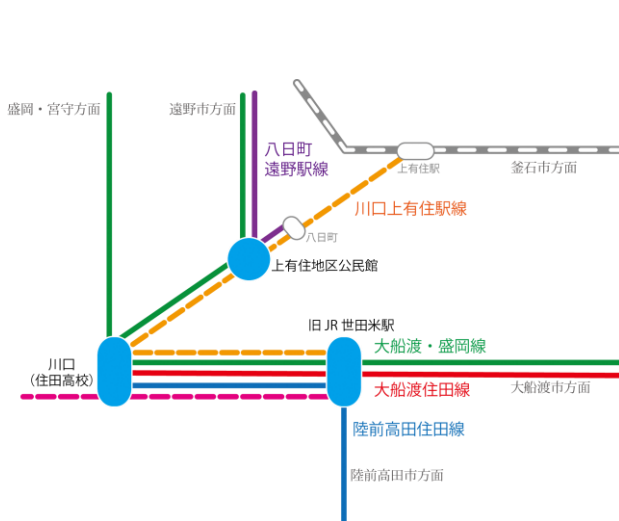 盛岡・宮守方面
遠野市方面
八日町
遠野駅線
上有住駅
釜石市方面
川口上有住駅線
八日町
上有住地区公民館
旧 JR 世田米駅
大船渡・盛岡線
川口
（住田高校）
大船渡住田線
大船渡市方面
陸前高田住田線
陸前高田市方面